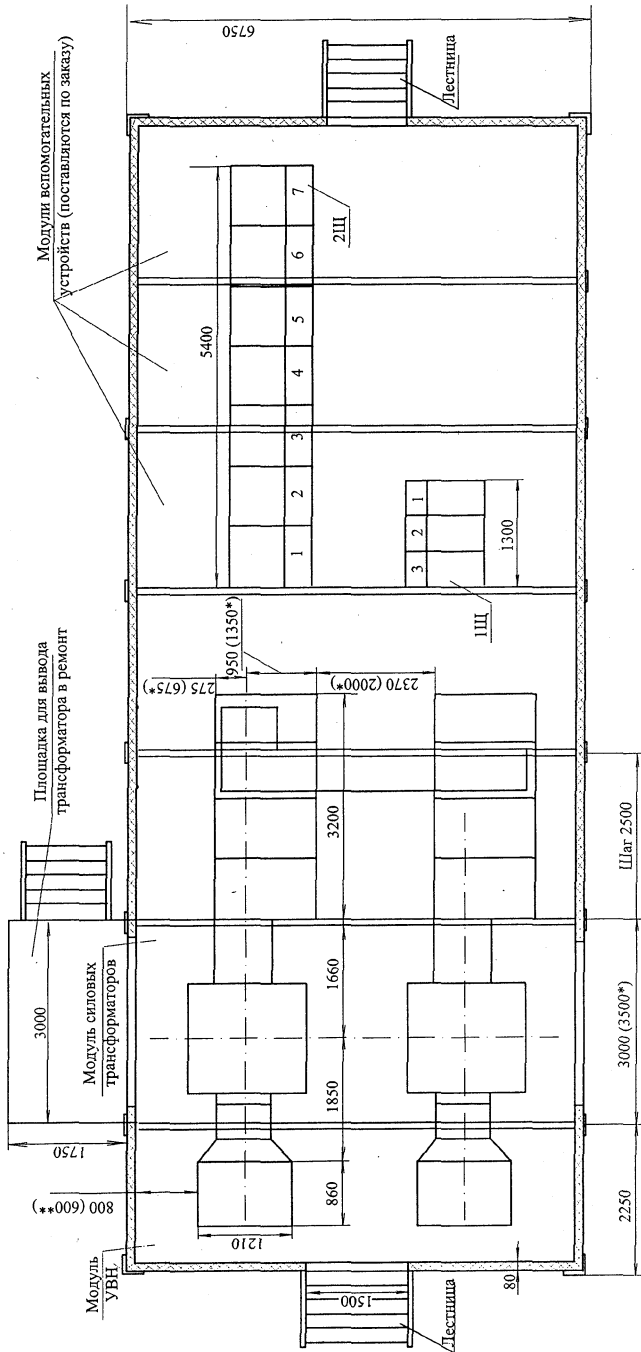 Модули вспомогательных
устройств (поставляются по заказу)
6750
Лестница
Площадка для вывода
трансформатора в ремонт
5400
1
2
3
4
5
6
7
2Щ
3
2
1
1300
1Щ
275 (675*)
950 (1350*)
2370 (2000*)
3200
3000
1750
Модуль силовых
трансформаторов
1660
1850
860
1210
800 (600**)
Модуль
УВН.
1500
Лестница
80
2250
3000 (3500*)
Шаг 2500